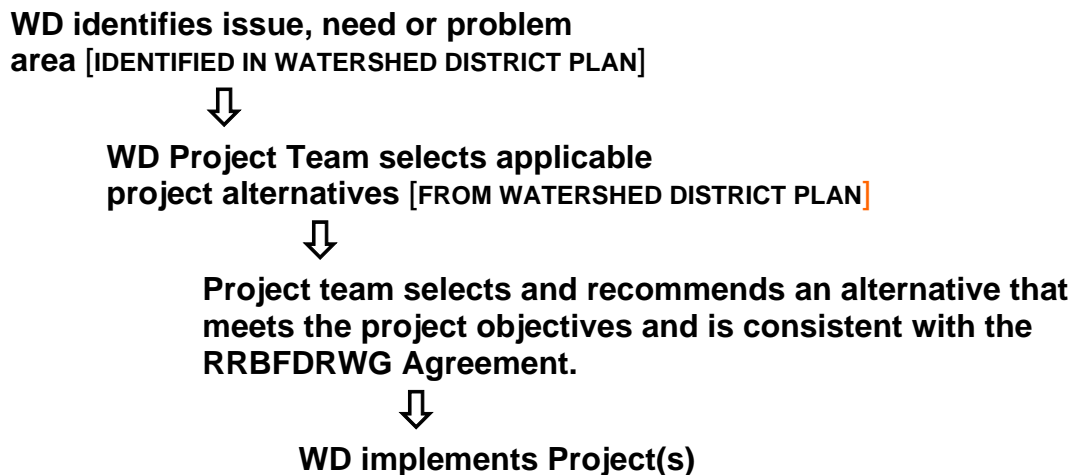 WD identifies issue, need or problem
area [IDENTIFIED IN WATERSHED DISTRICT PLAN]
WD Project Team selects applicable
project alternatives [FROM WATERSHED DISTRICT PLAN]
Project team selects and recommends an alternative that
meets the project objectives and is consistent with the
RRBFDRWG Agreement.
WD implements Project(s)